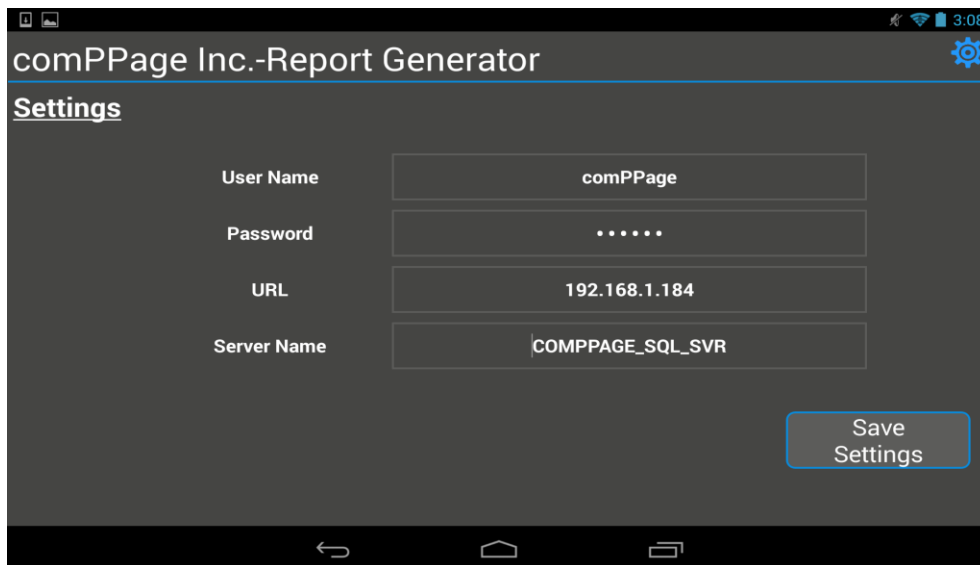 3:08
comPPage Inc.-Report Generator
Settings
User Name
comPPage
Password
••••••
URL
192.168.1.184
Server Name
COMPPAGE_SQL_SVR
Save
Settings